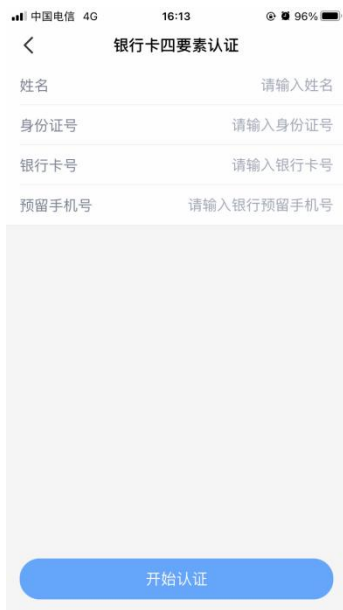 中国电信 4G 16:13 96%
银行卡四要素认证
姓名 请输入姓名
身份证号 请输入身份证号
银行卡号 请输入银行卡号
预留手机号 请输入银行预留手机号
开始认证